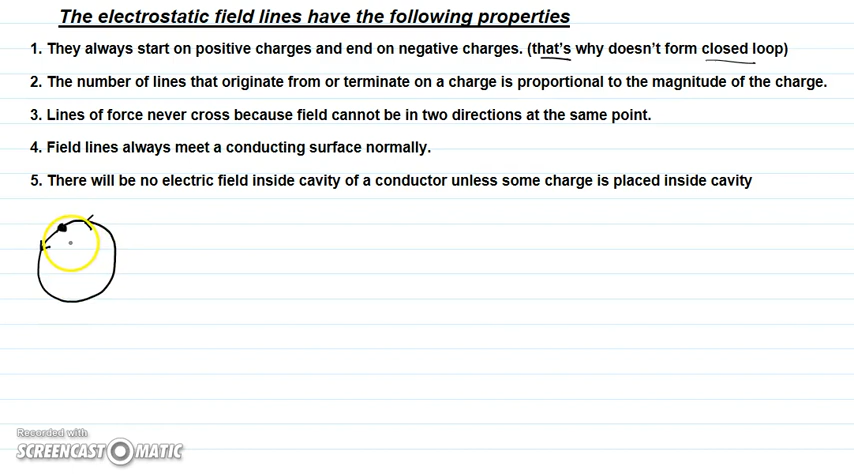 The electrostatic field lines have the following properties
1. They always start on positive charges and end on negative charges. (that's why doesn't form closed loop)
2. The number of lines that originate from or terminate on a charge is proportional to the magnitude of the charge.
3. Lines of force never cross because field cannot be in two directions at the same point.
4. Field lines always meet a conducting surface normally.
5. There will be no electric field inside cavity of a conductor unless some charge is placed inside cavity
Recorded with
SCREENCAST MATIC